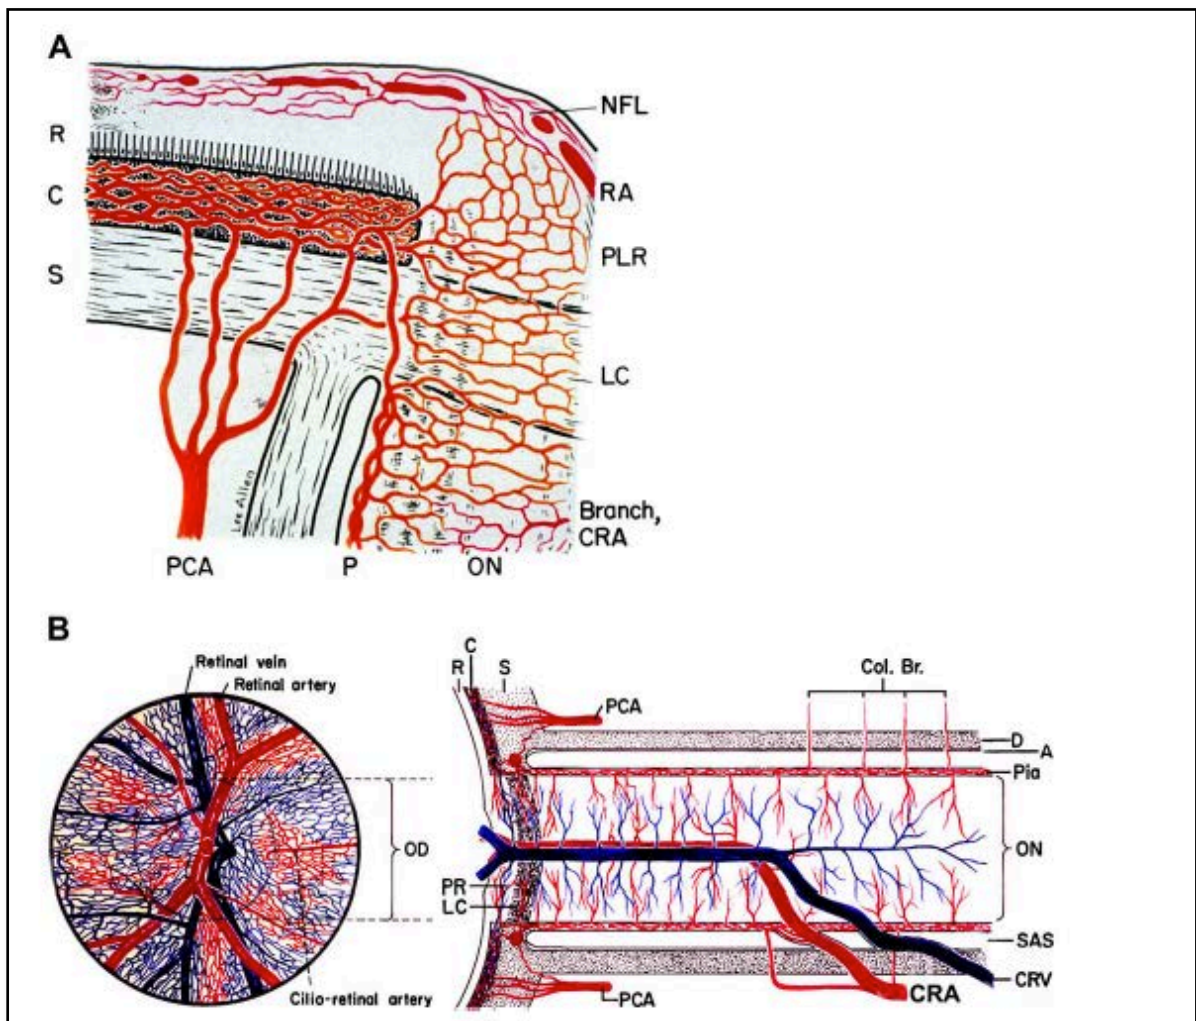 A
NFL
R
C
RA
PLR
S
LC
Lee Allen
Branch,
CRA
PCA
P
ON
B
Retinal vein
Retinal artery
OD
Cilio-retinal artery
C
R
S
Col. Br.
PCA
D
A
Pia
ON
PR
LC
SAS
CRV
CRA
PCA